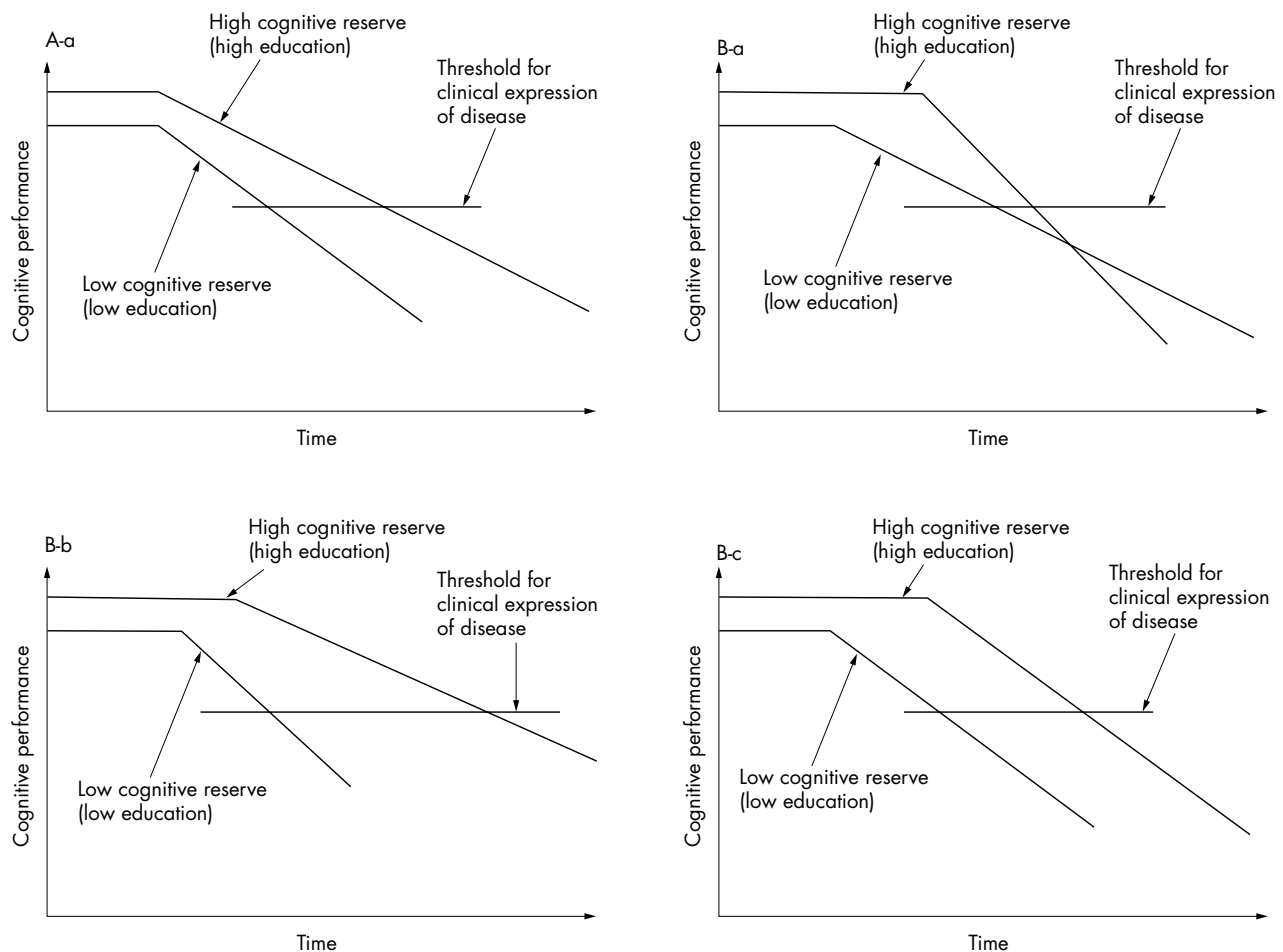 A-a
High cognitive reserve
(high education)
Threshold for
clinical expression
of disease
Cognitive performance
Low cognitive reserve
(low education)
Time
B-a
High cognitive reserve
(high education)
Threshold for
clinical expression
of disease
Cognitive performance
Low cognitive reserve
(low education)
Time
B-b
High cognitive reserve
(high education)
Threshold for
clinical expression
of disease
Cognitive performance
Low cognitive reserve
(low education)
Time
B-c
High cognitive reserve
(high education)
Threshold for
clinical expression
of disease
Cognitive performance
Low cognitive reserve
(low education)
Time